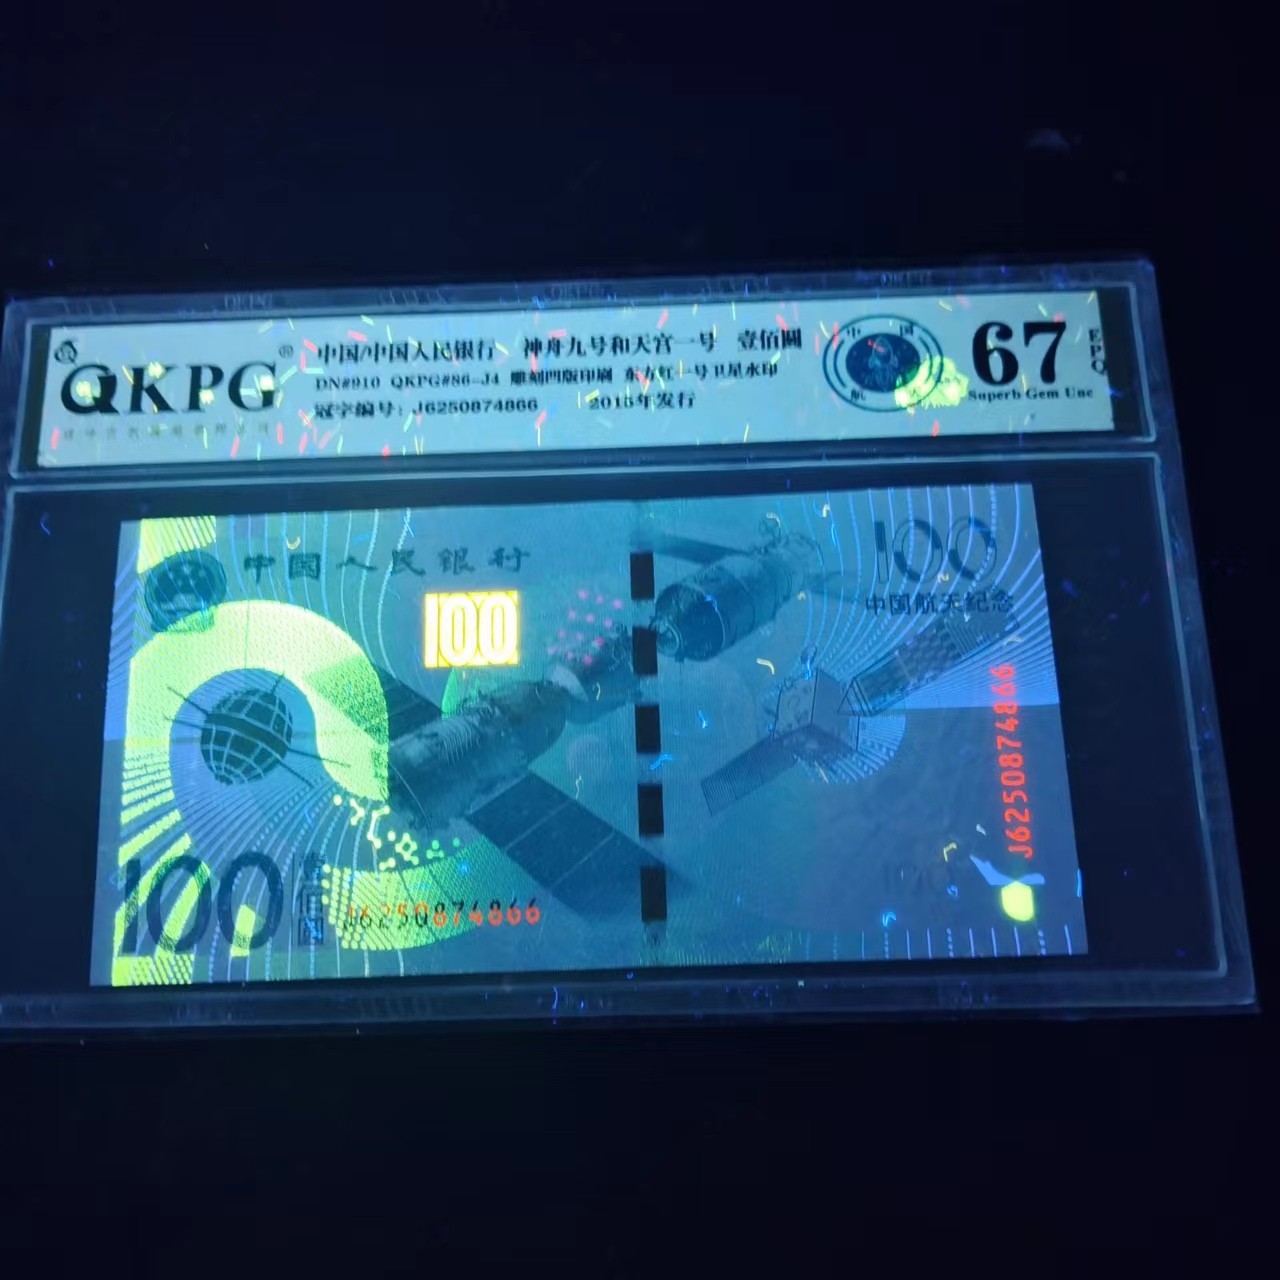 QKPG®
中国/中国人民银行 神舟九号和天宫一号 壹佰圆
DN#910 QKPG#86-J4 雕刻凹版印刷 东方红一号卫星水印
冠字编号: J6250874866 2015年发行
中国
航天
67
EPQ
Superb Gem Unc
中国人民银行
100
100
中国航天纪念
J6250874866
100
壹佰圆
J6250874866